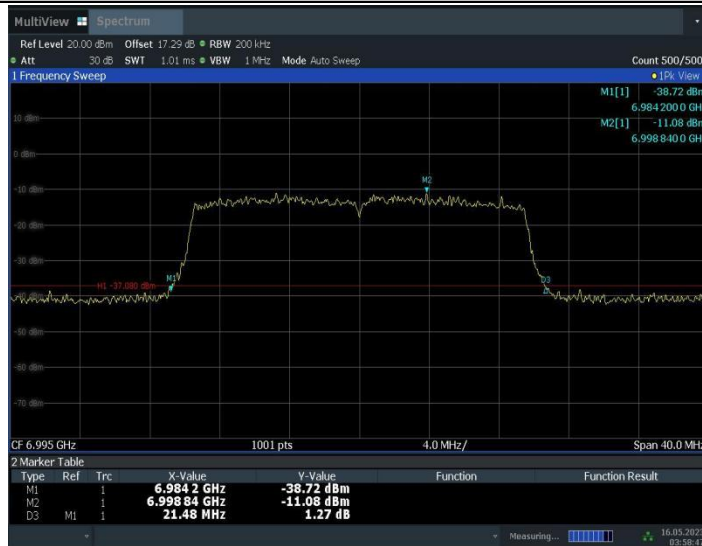 MultiView Spectrum
Ref Level 20.00 dBm Offset 17.29 dB RBW 200 kHz
Att 30 dB SWT 1.01 ms VBW 1 MHz Mode Auto Sweep Count 500/500
1 Frequency Sweep 1Pk View
M1[1] -38.72 dBm
6.984 200 0 GH
M2[1] -11.08 dBm
6.998 840 0 GH
10 dBm
0 dBm
-10 dBm
M2
-20 dBm
-30 dBm
M1
D3
H1 -37.080 dBm
-40 dBm
-50 dBm
-60 dBm
-70 dBm
CF 6.995 GHz 1001 pts 4.0 MHz/ Span 40.0 MHz
2 Marker Table
Type Ref Trc X-Value Y-Value Function Function Result
M1 1 6.984 2 GHz -38.72 dBm
M2 1 6.998 84 GHz -11.08 dBm
D3 M1 1 21.48 MHz 1.27 dB
Measuring... 16.05.2023
03:58:47